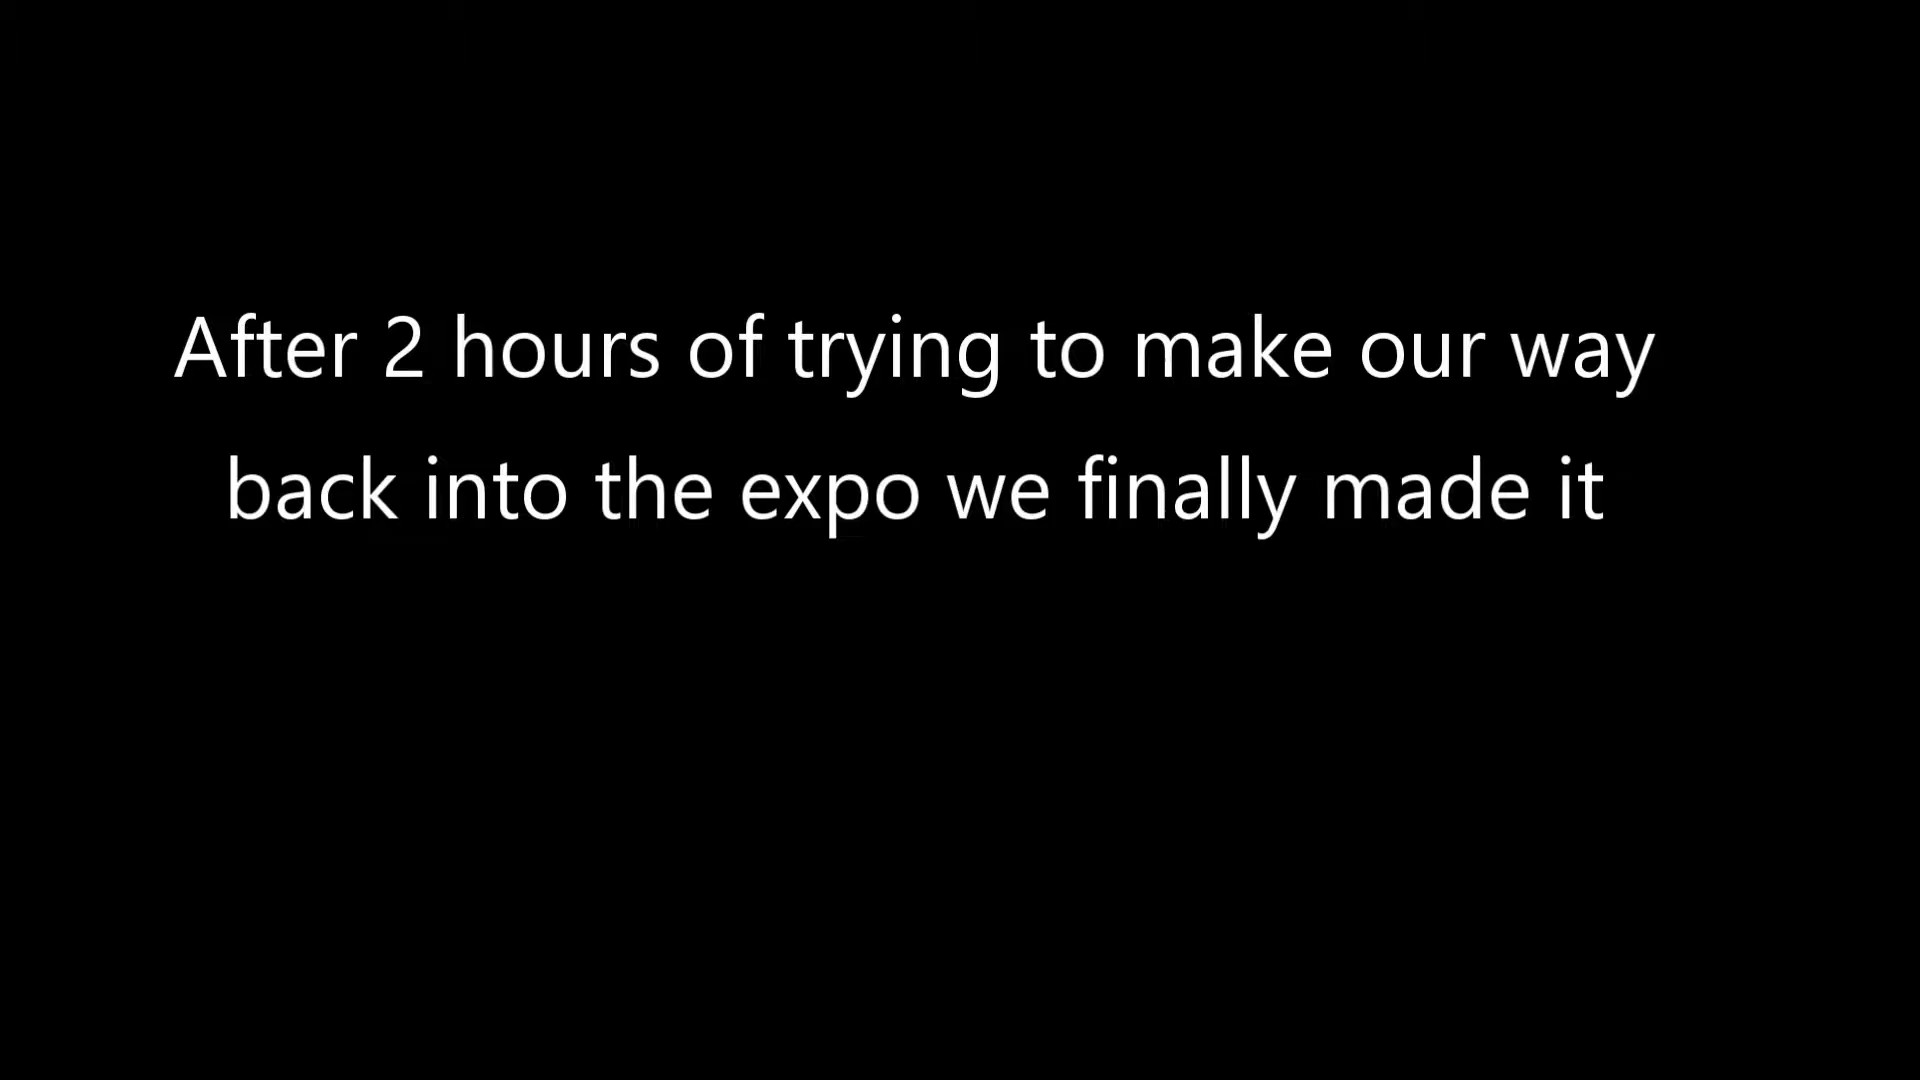 After 2 hours of trying to make our way
back into the expo we finally made it